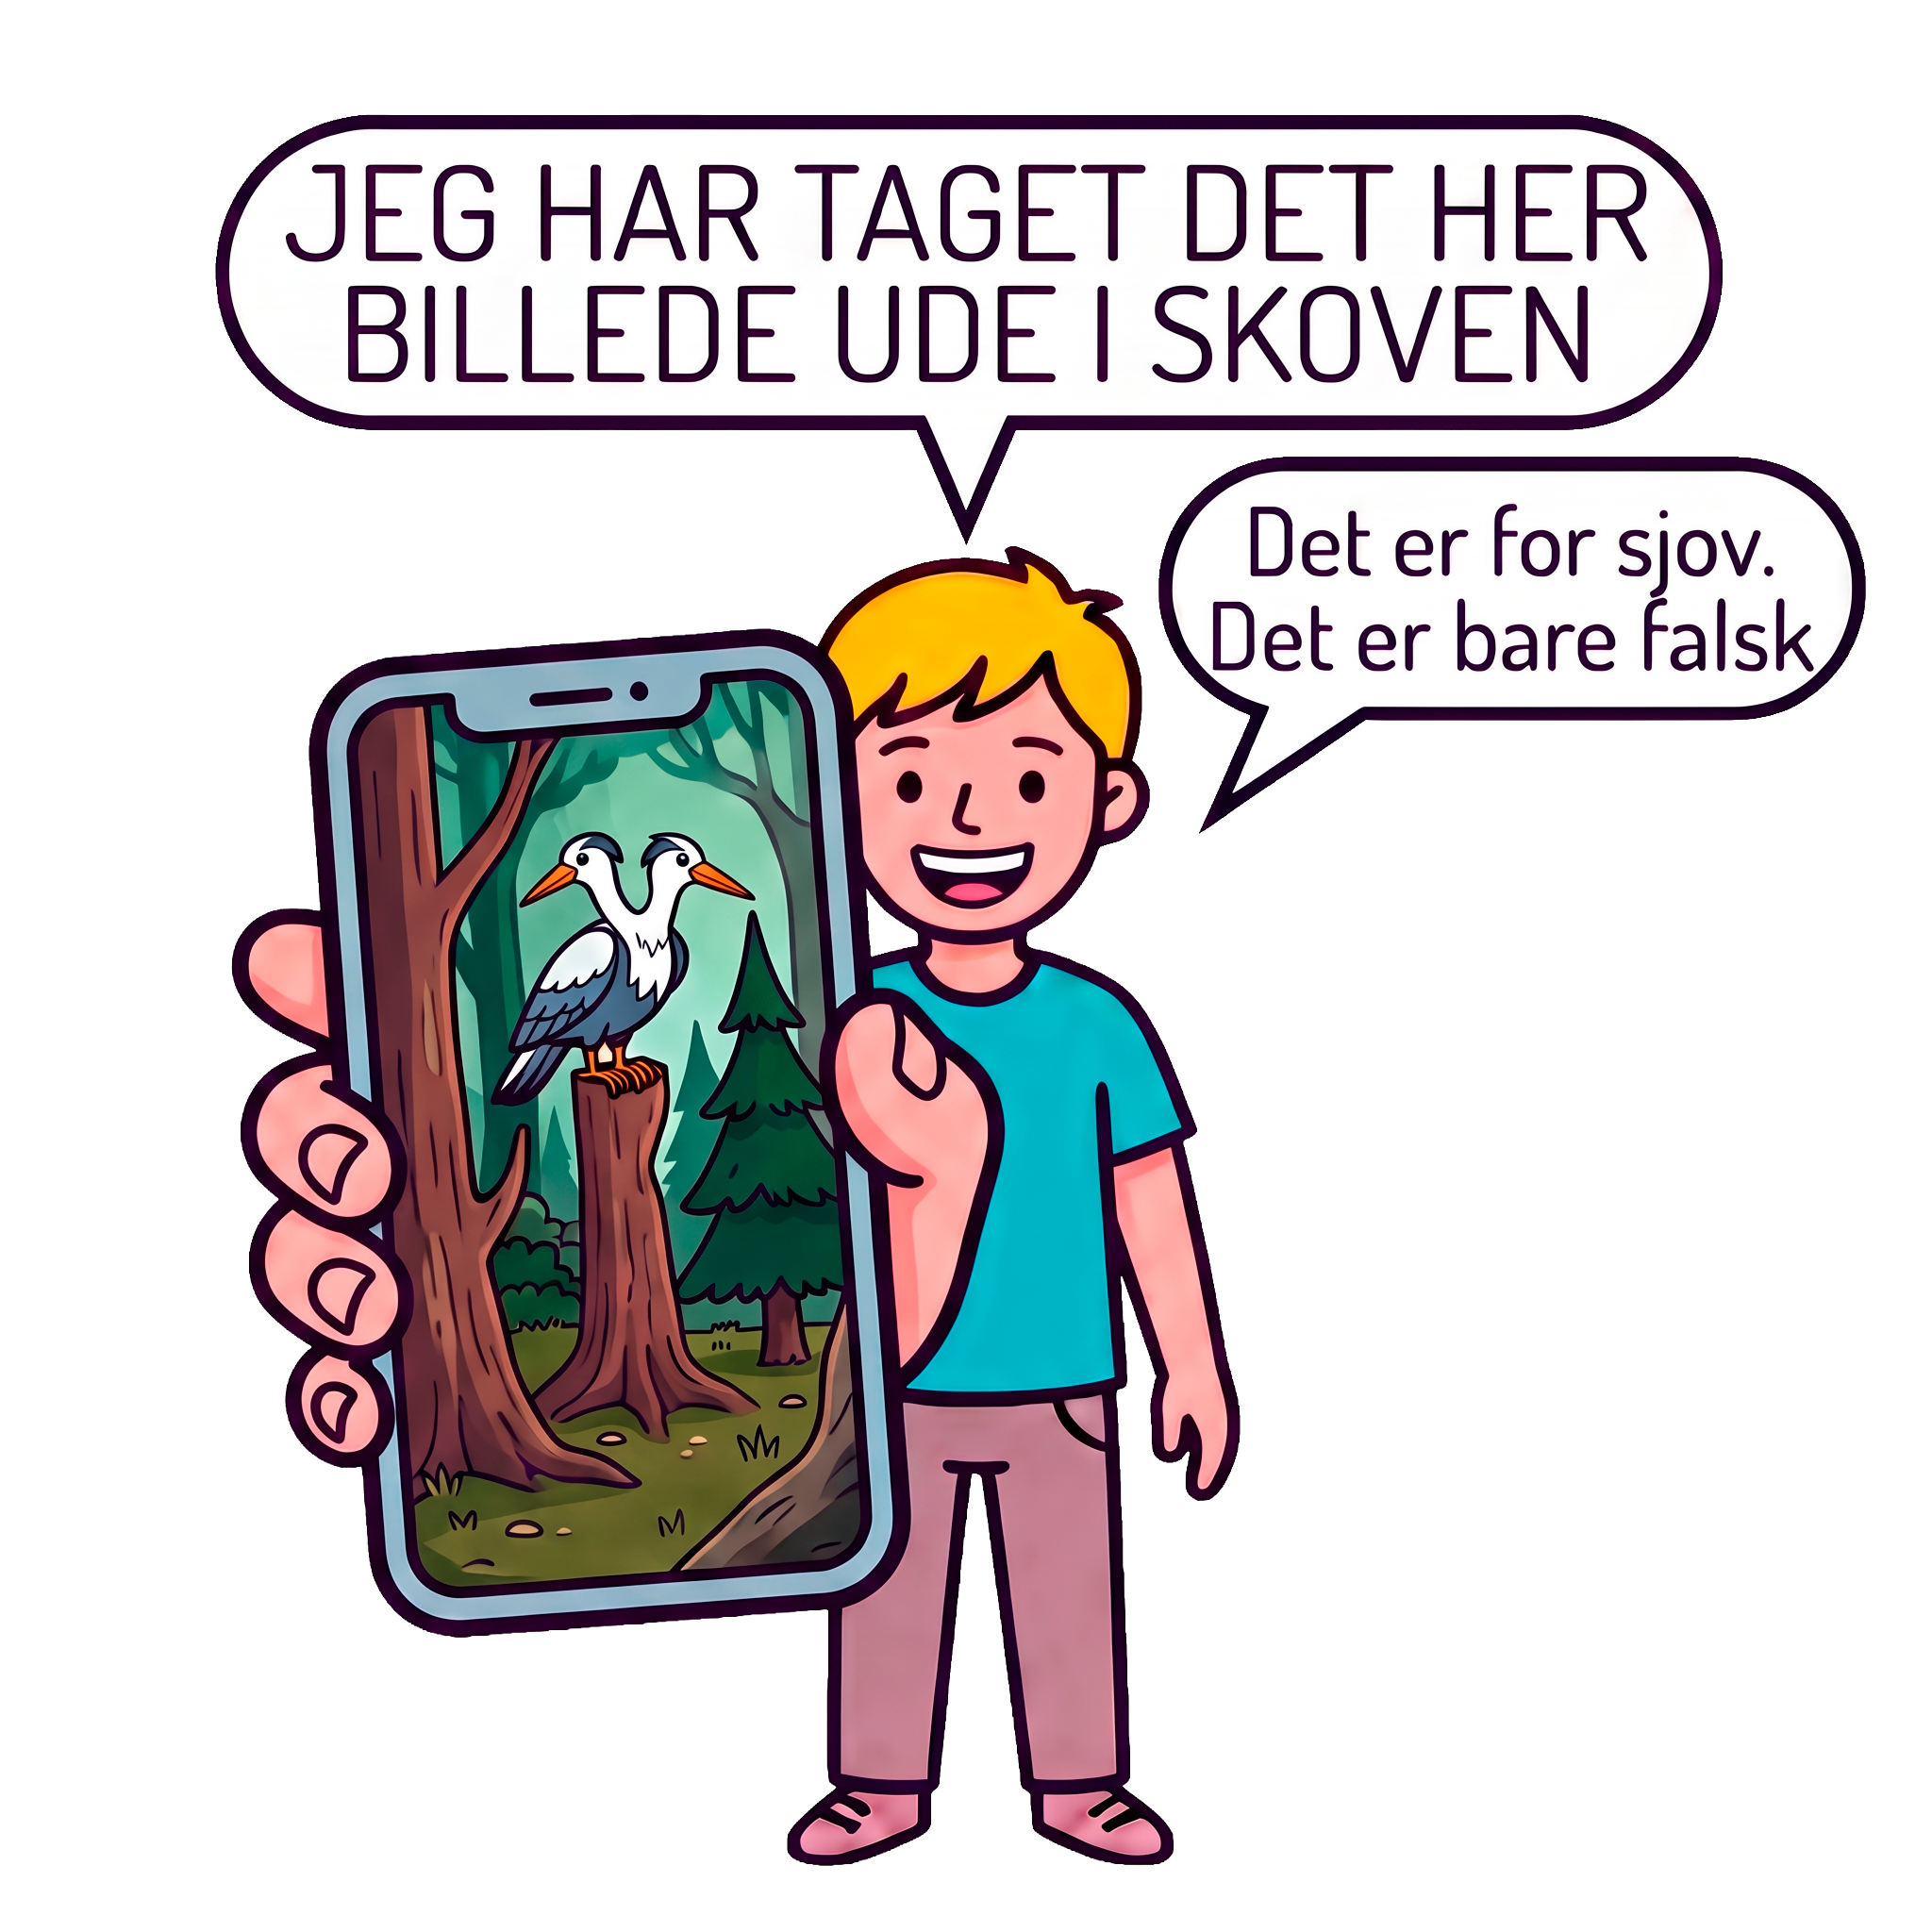 JEG HAR TAGET DET HER
BILLEDE UDE I SKOVEN
Det er for sjov.
Det er bare falsk